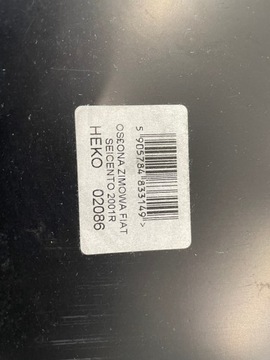 5 905784 833149 >
OSŁONA ZIMOWA FIAT
SEICENTO 2001R
HEKO 02086